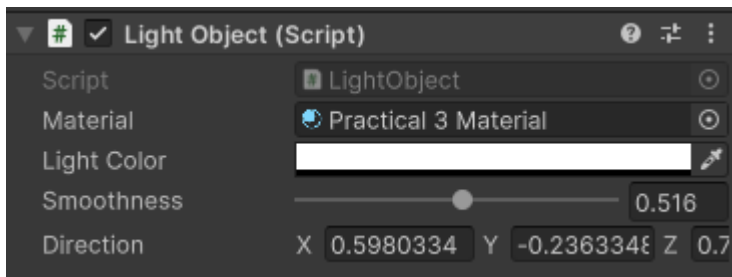 # Light Object (Script)
Script # LightObject
Material Practical 3 Material
Light Color
Smoothness 0.516
Direction X 0.5980334 Y -0.2363348 Z 0.7